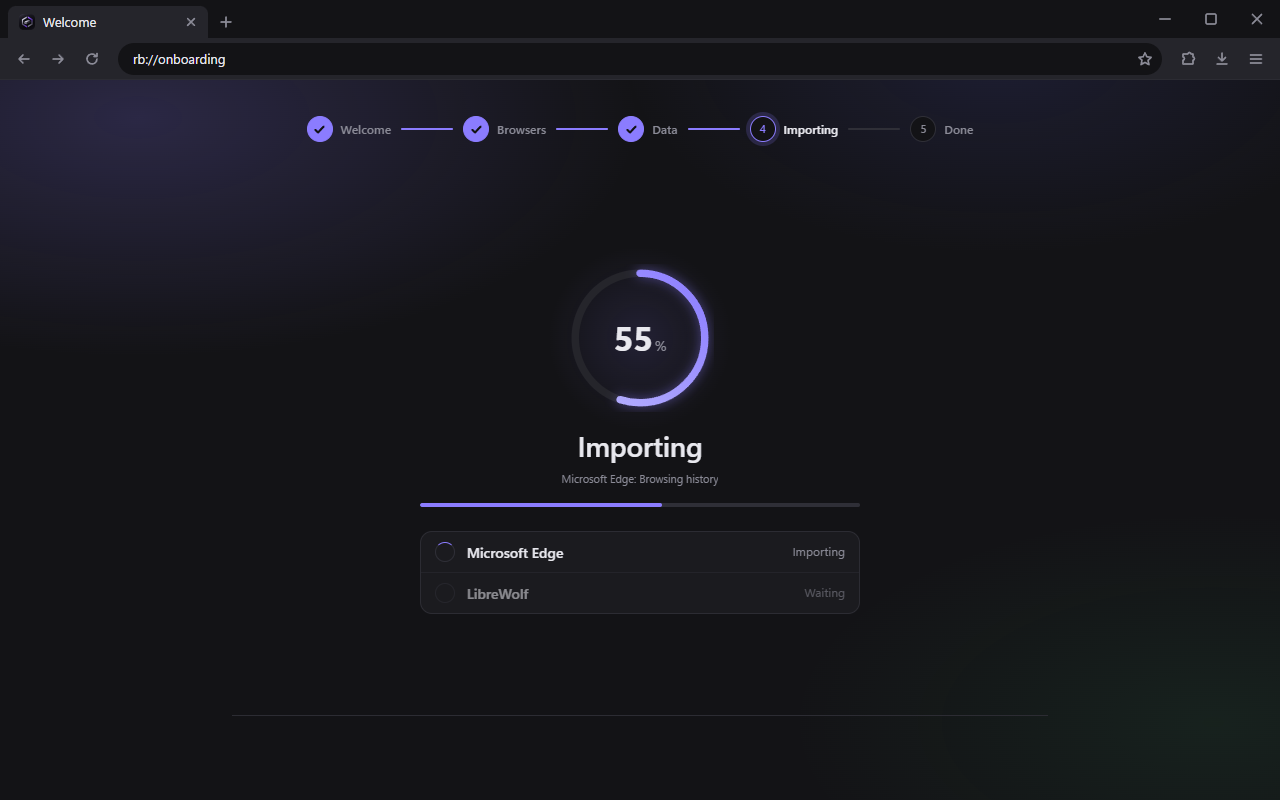 Welcome
rb://onboarding
Welcome
Browsers
Data
4 Importing
5 Done
55%
Importing
Microsoft Edge: Browsing history
Microsoft Edge Importing
LibreWolf Waiting